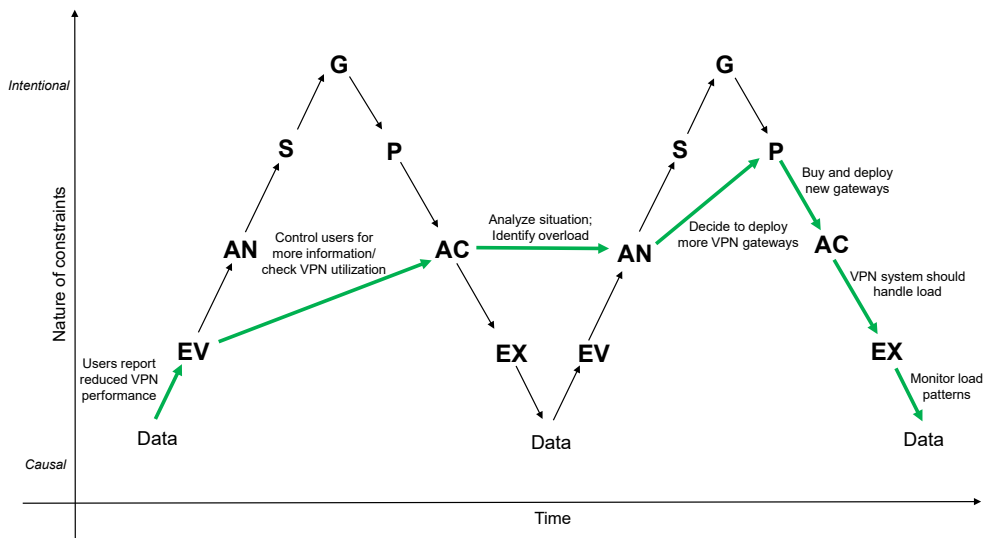 G
G
Intentional
S
P
S
P
Buy and deploy
new gateways
Nature of constraints
AN
Control users for
more information/
check VPN utilization
AC
Analyze situation;
Identify overload
AN
Decide to deploy
more VPN gateways
AC
VPN system should
handle load
EV
EX
EV
EX
Users report
reduced VPN
performance
Monitor load
patterns
Data
Data
Data
Causal
Time